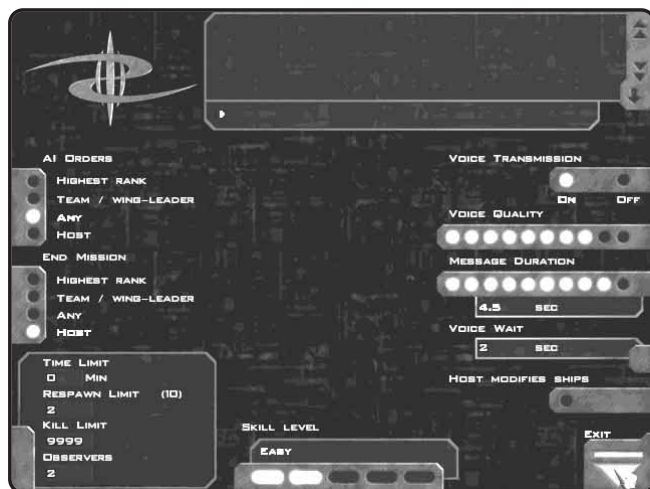 AI Orders
Highest rank
Team / wing-leader
Any
Host
End Mission
Highest rank
Team / wing-leader
Any
Host
Time Limit
0 Min
Respawn Limit (10)
2
Kill Limit
9999
Observers
2
Skill level
Easy
Voice Transmission
On Off
Voice Quality
Message Duration
4.5 sec
Voice Wait
2 sec
Host modifies ships
Exit